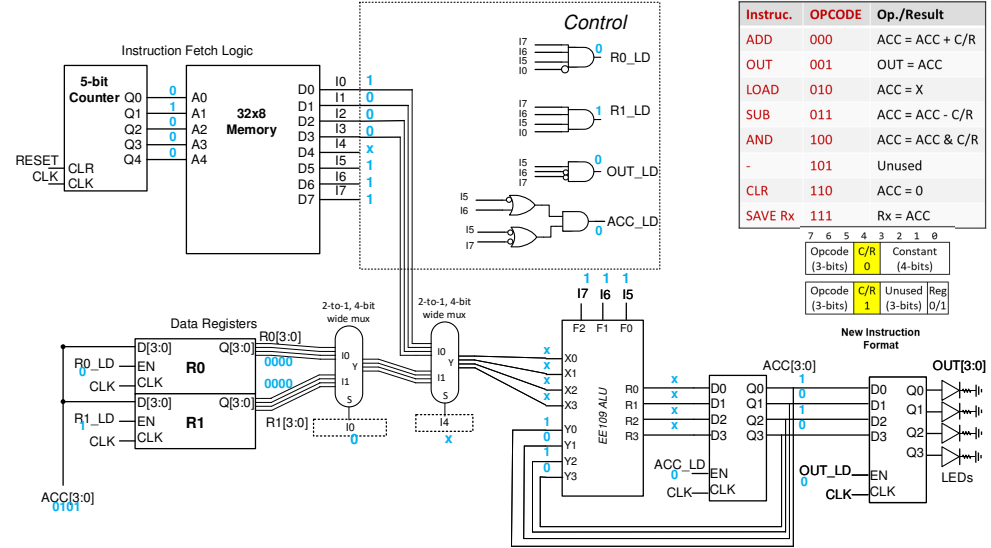 Control
I7
I6
I5
I0
0
R0_LD
I7
I6
I5
I0
1
R1_LD
I5
I6
I7
0
OUT_LD
I5
I6
I5
I7
ACC_LD
0
Instruc. OPCODE Op./Result
ADD 000 ACC = ACC + C/R
OUT 001 OUT = ACC
LOAD 010 ACC = X
SUB 011 ACC = ACC - C/R
AND 100 ACC = ACC & C/R
- 101 Unused
CLR 110 ACC = 0
SAVE Rx 111 Rx = ACC
7 6 5 4 3 2 1 0
Opcode C/R Constant
(3-bits) 0 (4-bits)
Opcode C/R Unused Reg
(3-bits) 1 (3-bits) 0/1
New Instruction
Format
Instruction Fetch Logic
5-bit
Counter
Q0 0 A0
Q1 1 A1
Q2 0 A2
Q3 0 A3
Q4 0 A4
RESET CLR
CLK CLK
32x8
Memory
D0 I0 1
D1 I1 0
D2 I2 0
D3 I3 0
D4 I4 x
D5 I5 1
D6 I6 1
D7 I7 1
Data Registers
D[3:0] Q[3:0] R0[3:0]
R0_LD EN R0
0
CLK CLK
0000
D[3:0] Q[3:0] R1[3:0]
R1_LD EN R1
1
CLK CLK
0000
ACC[3:0]
0101
2-to-1, 4-bit
wide mux
I0
Y
I1
S
I0
0
2-to-1, 4-bit
wide mux
I0
Y
I1
S
I4
x
1 1 1
I7 I6 I5
F2 F1 F0
x X0
x X1
x X2
x X3
1 Y0
0 Y1
1 Y2
0 Y3
EE109 ALU
R0 x D0
R1 x D1
R2 x D2
R3 D3
ACC[3:0]
Q0 1
Q1 0
Q2 1
Q3 0
ACC_LD EN
0
CLK CLK
OUT[3:0]
D0 Q0
D1 Q1
D2 Q2
D3 Q3
OUT_LD EN
0
CLK CLK
LEDs